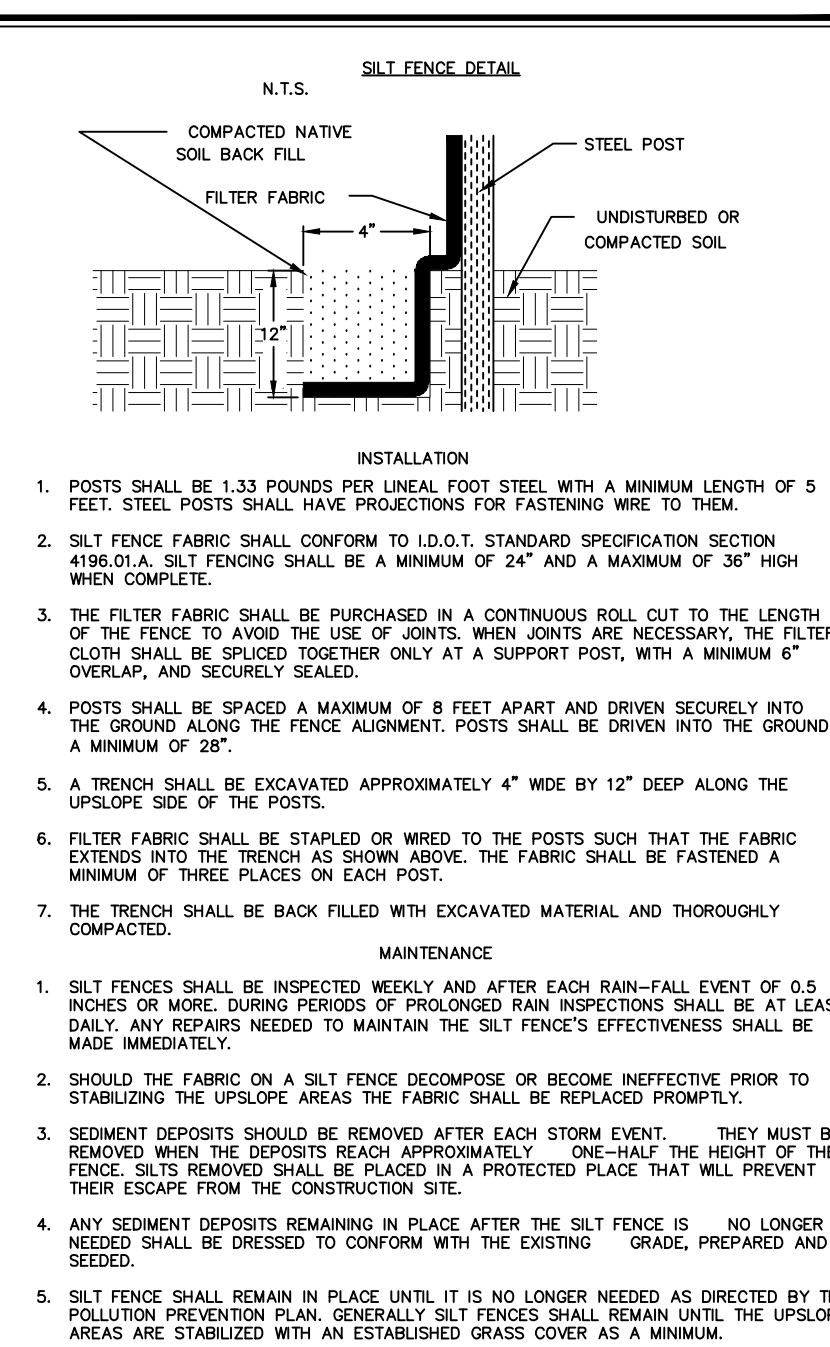 SILT FENCE DETAIL
N.T.S.
COMPACTED NATIVE
SOIL BACK FILL
STEEL POST
FILTER FABRIC
UNDISTURBED OR
COMPACTED SOIL
4"
12"
INSTALLATION
1. POSTS SHALL BE 1.33 POUNDS PER LINEAL FOOT STEEL WITH A MINIMUM LENGTH OF 5
FEET. STEEL POSTS SHALL HAVE PROJECTIONS FOR FASTENING WIRE TO THEM.
2. SILT FENCE FABRIC SHALL CONFORM TO I.D.O.T. STANDARD SPECIFICATION SECTION
4196.01.A. SILT FENCING SHALL BE A MINIMUM OF 24" AND A MAXIMUM OF 36" HIGH
WHEN COMPLETE.
3. THE FILTER FABRIC SHALL BE PURCHASED IN A CONTINUOUS ROLL CUT TO THE LENGTH
OF THE FENCE TO AVOID THE USE OF JOINTS. WHEN JOINTS ARE NECESSARY, THE FILTER
CLOTH SHALL BE SPLICED TOGETHER ONLY AT A SUPPORT POST, WITH A MINIMUM 6"
OVERLAP, AND SECURELY SEALED.
4. POSTS SHALL BE SPACED A MAXIMUM OF 8 FEET APART AND DRIVEN SECURELY INTO
THE GROUND ALONG THE FENCE ALIGNMENT. POSTS SHALL BE DRIVEN INTO THE GROUND
A MINIMUM OF 28".
5. A TRENCH SHALL BE EXCAVATED APPROXIMATELY 4" WIDE BY 12" DEEP ALONG THE
UPSLOPE SIDE OF THE POSTS.
6. FILTER FABRIC SHALL BE STAPLED OR WIRED TO THE POSTS SUCH THAT THE FABRIC
EXTENDS INTO THE TRENCH AS SHOWN ABOVE. THE FABRIC SHALL BE FASTENED A
MINIMUM OF THREE PLACES ON EACH POST.
7. THE TRENCH SHALL BE BACK FILLED WITH EXCAVATED MATERIAL AND THOROUGHLY
COMPACTED.
MAINTENANCE
1. SILT FENCES SHALL BE INSPECTED WEEKLY AND AFTER EACH RAIN-FALL EVENT OF 0.5
INCHES OR MORE. DURING PERIODS OF PROLONGED RAIN INSPECTIONS SHALL BE AT LEAS
DAILY. ANY REPAIRS NEEDED TO MAINTAIN THE SILT FENCE'S EFFECTIVENESS SHALL BE
MADE IMMEDIATELY.
2. SHOULD THE FABRIC ON A SILT FENCE DECOMPOSE OR BECOME INEFFECTIVE PRIOR TO
STABILIZING THE UPSLOPE AREAS THE FABRIC SHALL BE REPLACED PROMPTLY.
3. SEDIMENT DEPOSITS SHOULD BE REMOVED AFTER EACH STORM EVENT. THEY MUST B
REMOVED WHEN THE DEPOSITS REACH APPROXIMATELY ONE-HALF THE HEIGHT OF THE
FENCE. SILTS REMOVED SHALL BE PLACED IN A PROTECTED PLACE THAT WILL PREVENT
THEIR ESCAPE FROM THE CONSTRUCTION SITE.
4. ANY SEDIMENT DEPOSITS REMAINING IN PLACE AFTER THE SILT FENCE IS NO LONGER
NEEDED SHALL BE DRESSED TO CONFORM WITH THE EXISTING GRADE, PREPARED AND
SEEDED.
5. SILT FENCE SHALL REMAIN IN PLACE UNTIL IT IS NO LONGER NEEDED AS DIRECTED BY T
POLLUTION PREVENTION PLAN. GENERALLY SILT FENCES SHALL REMAIN UNTIL THE UPSLOP
AREAS ARE STABILIZED WITH AN ESTABLISHED GRASS COVER AS A MINIMUM.